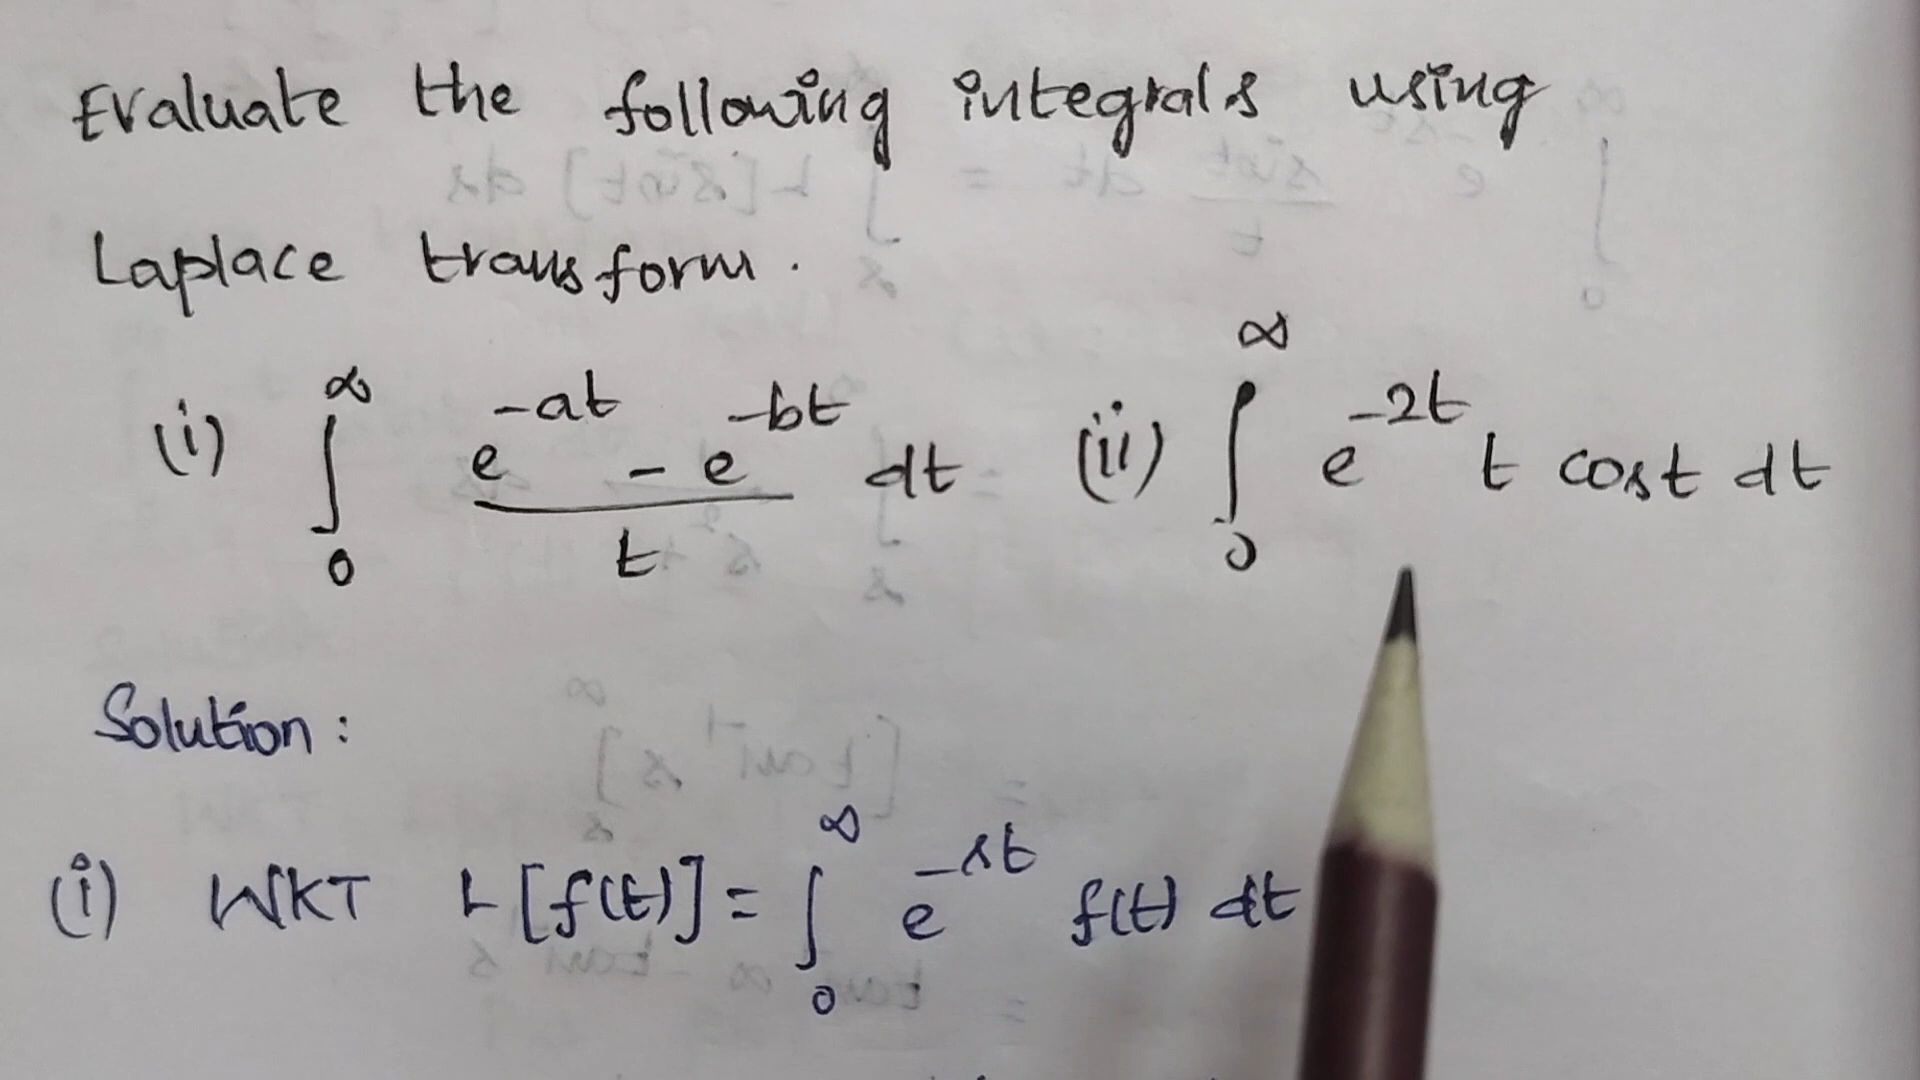 Evaluate the following integrals using
Laplace transform.
(i) ∫₀^∞ (e^{-at} - e^{-bt})/t dt (ii) ∫₀^∞ e^{-2t} t cost dt
Solution:
(i) WKT L[f(t)] = ∫₀^∞ e^{-st} f(t) dt